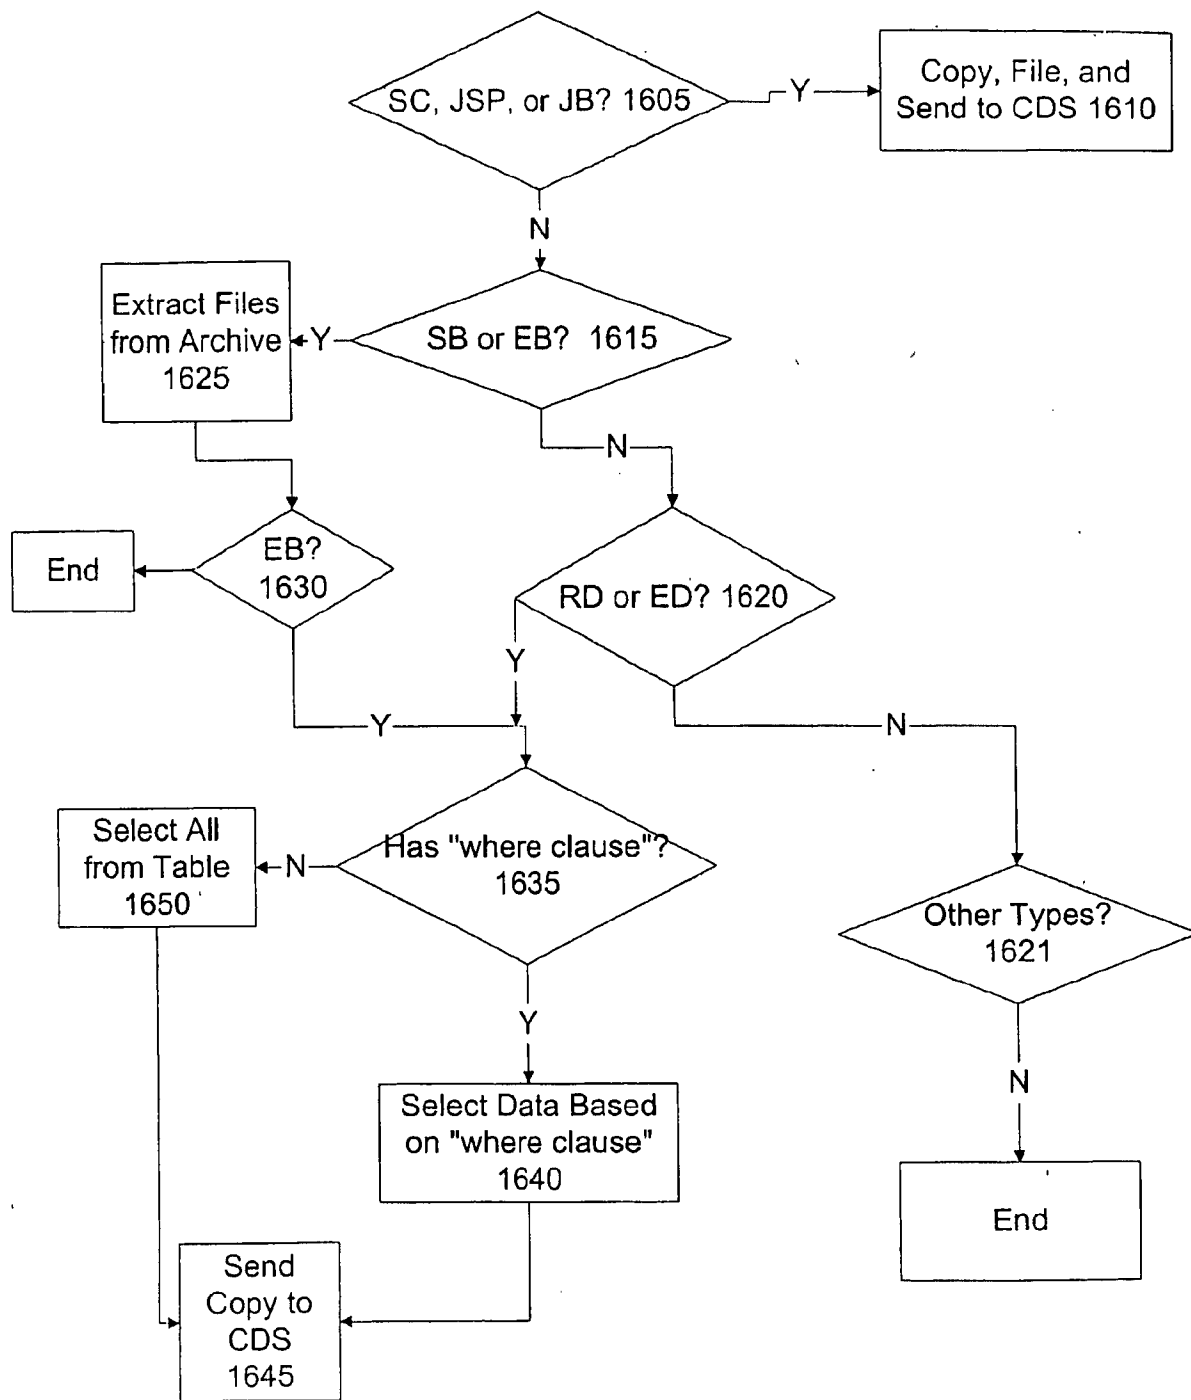 SC, JSP, or JB? 1605
Y
Copy, File, and
Send to CDS 1610
N
Extract Files
from Archive
1625
Y
SB or EB? 1615
N
End
EB?
1630
RD or ED? 1620
Y
Y
N
Select All
from Table
1650
N
Has "where clause"?
1635
Other Types?
1621
Y
N
Select Data Based
on "where clause"
1640
End
Send
Copy to
CDS
1645